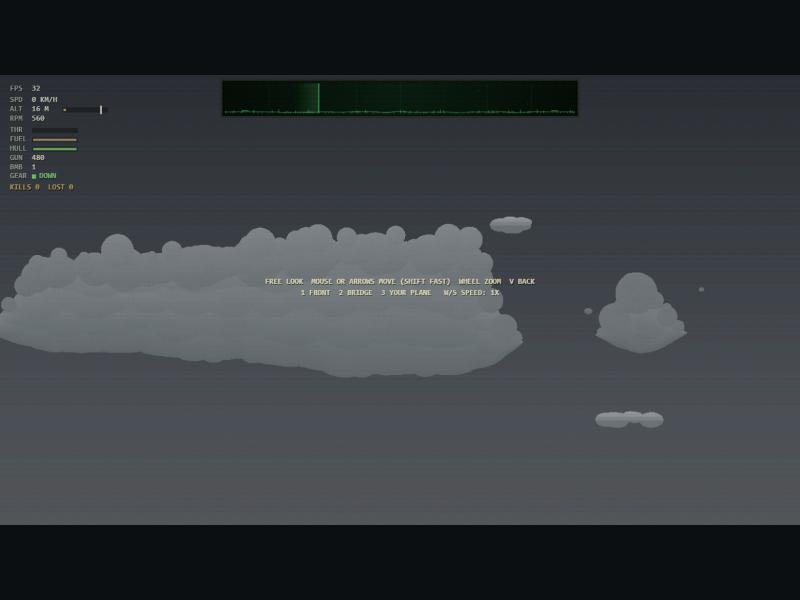 FPS 32
SPD 0 KM/H
ALT 16 M
RPM 560
THR
FUEL
HULL
GUN 480
BMB 1
GEAR DOWN
KILLS 0 LOST 0
FREE LOOK MOUSE OR ARROWS MOVE (SHIFT FAST) WHEEL ZOOM V BACK
1 FRONT 2 BRIDGE 3 YOUR PLANE W/S SPEED: 1X